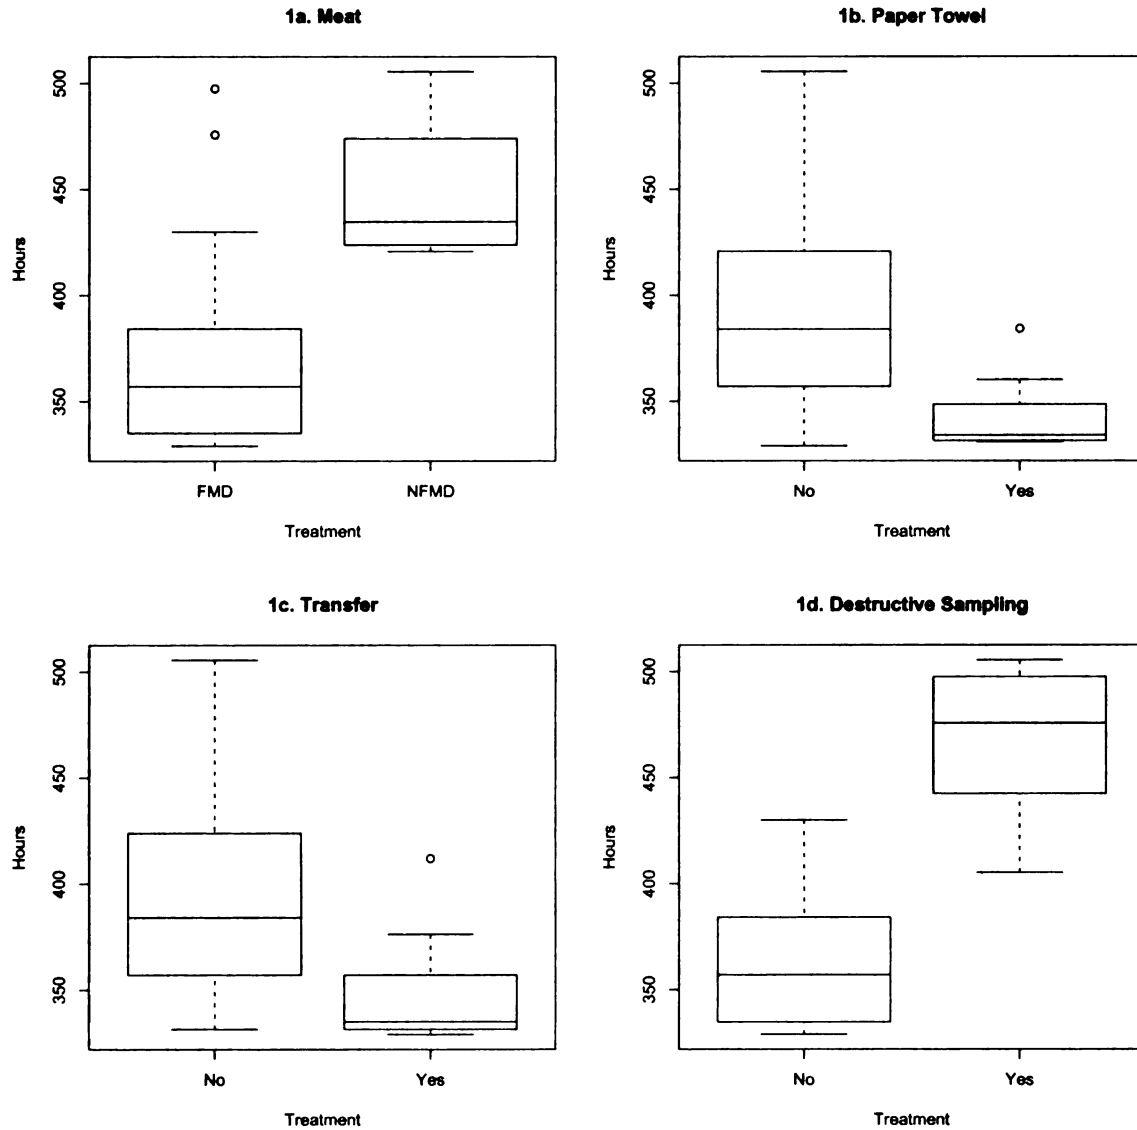 1a. Meat
500
450
400
350
Hours
FMD
NFMD
Treatment
1b. Paper Towel
500
450
400
350
Hours
No
Yes
Treatment
1c. Transfer
500
450
400
350
Hours
No
Yes
Treatment
1d. Destructive Sampling
500
450
400
350
Hours
No
Yes
Treatment